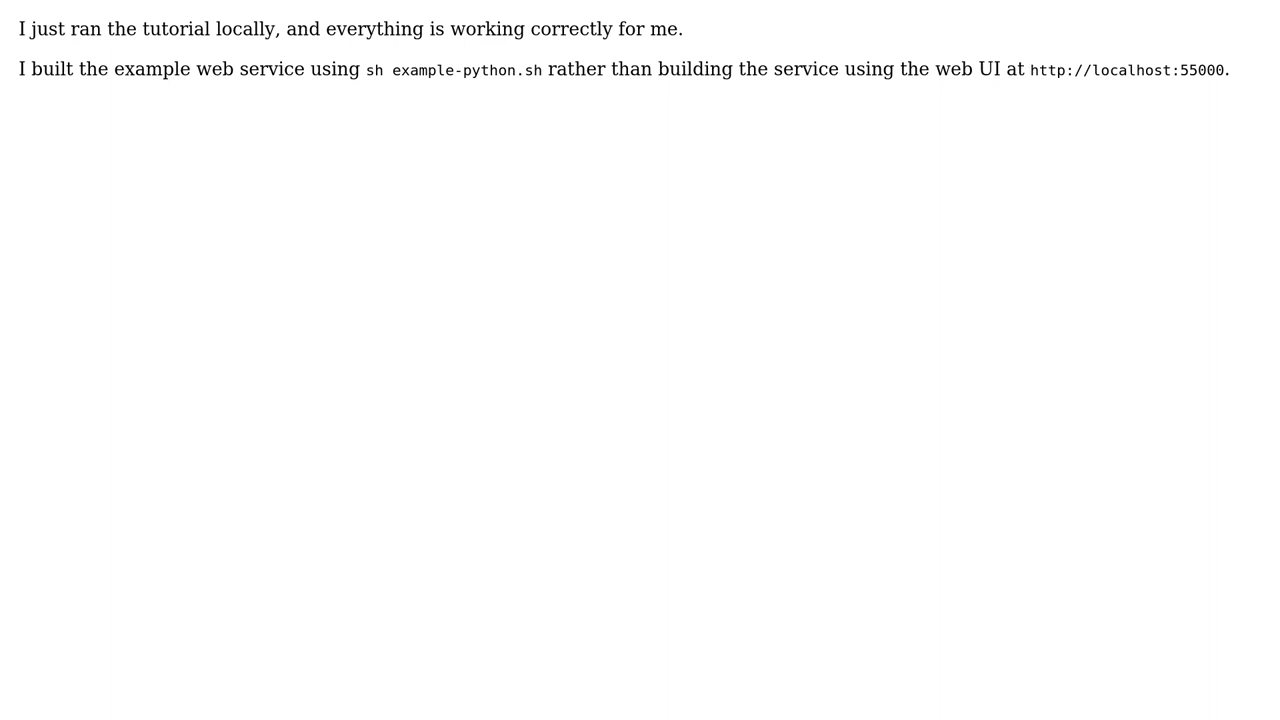 I just ran the tutorial locally, and everything is working correctly for me.
I built the example web service using sh example-python.sh rather than building the service using the web UI at http://localhost:55000.